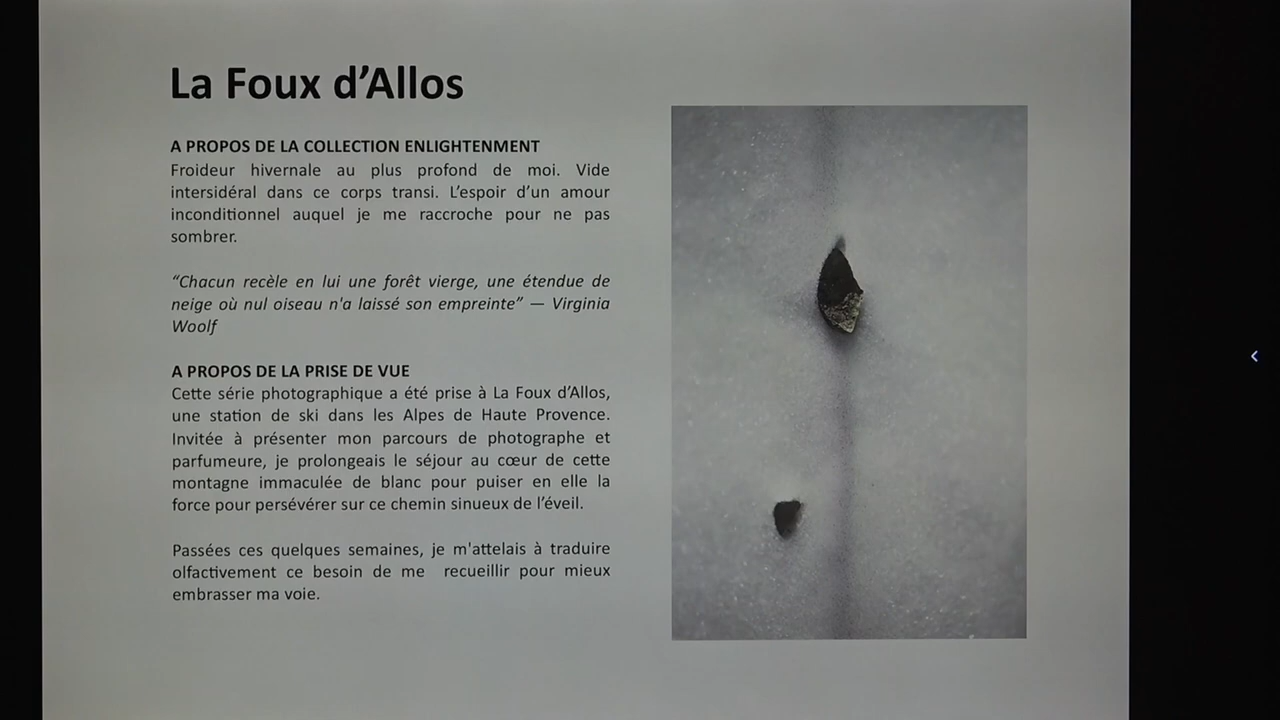 La Foux d’Allos
A PROPOS DE LA COLLECTION ENLIGHTENMENT
Froideur hivernale au plus profond de moi. Vide
intersidéral dans ce corps transi. L’espoir d’un amour
inconditionnel auquel je me raccroche pour ne pas
sombrer.
“Chacun recèle en lui une forêt vierge, une étendue de
neige où nul oiseau n'a laissé son empreinte” — Virginia
Woolf
A PROPOS DE LA PRISE DE VUE
Cette série photographique a été prise à La Foux d’Allos,
une station de ski dans les Alpes de Haute Provence.
Invitée à présenter mon parcours de photographe et
parfumeure, je prolongeais le séjour au cœur de cette
montagne immaculée de blanc pour puiser en elle la
force pour persévérer sur ce chemin sinueux de l’éveil.
Passées ces quelques semaines, je m'attelais à traduire
olfactivement ce besoin de me  recueillir pour mieux
embrasser ma voie.